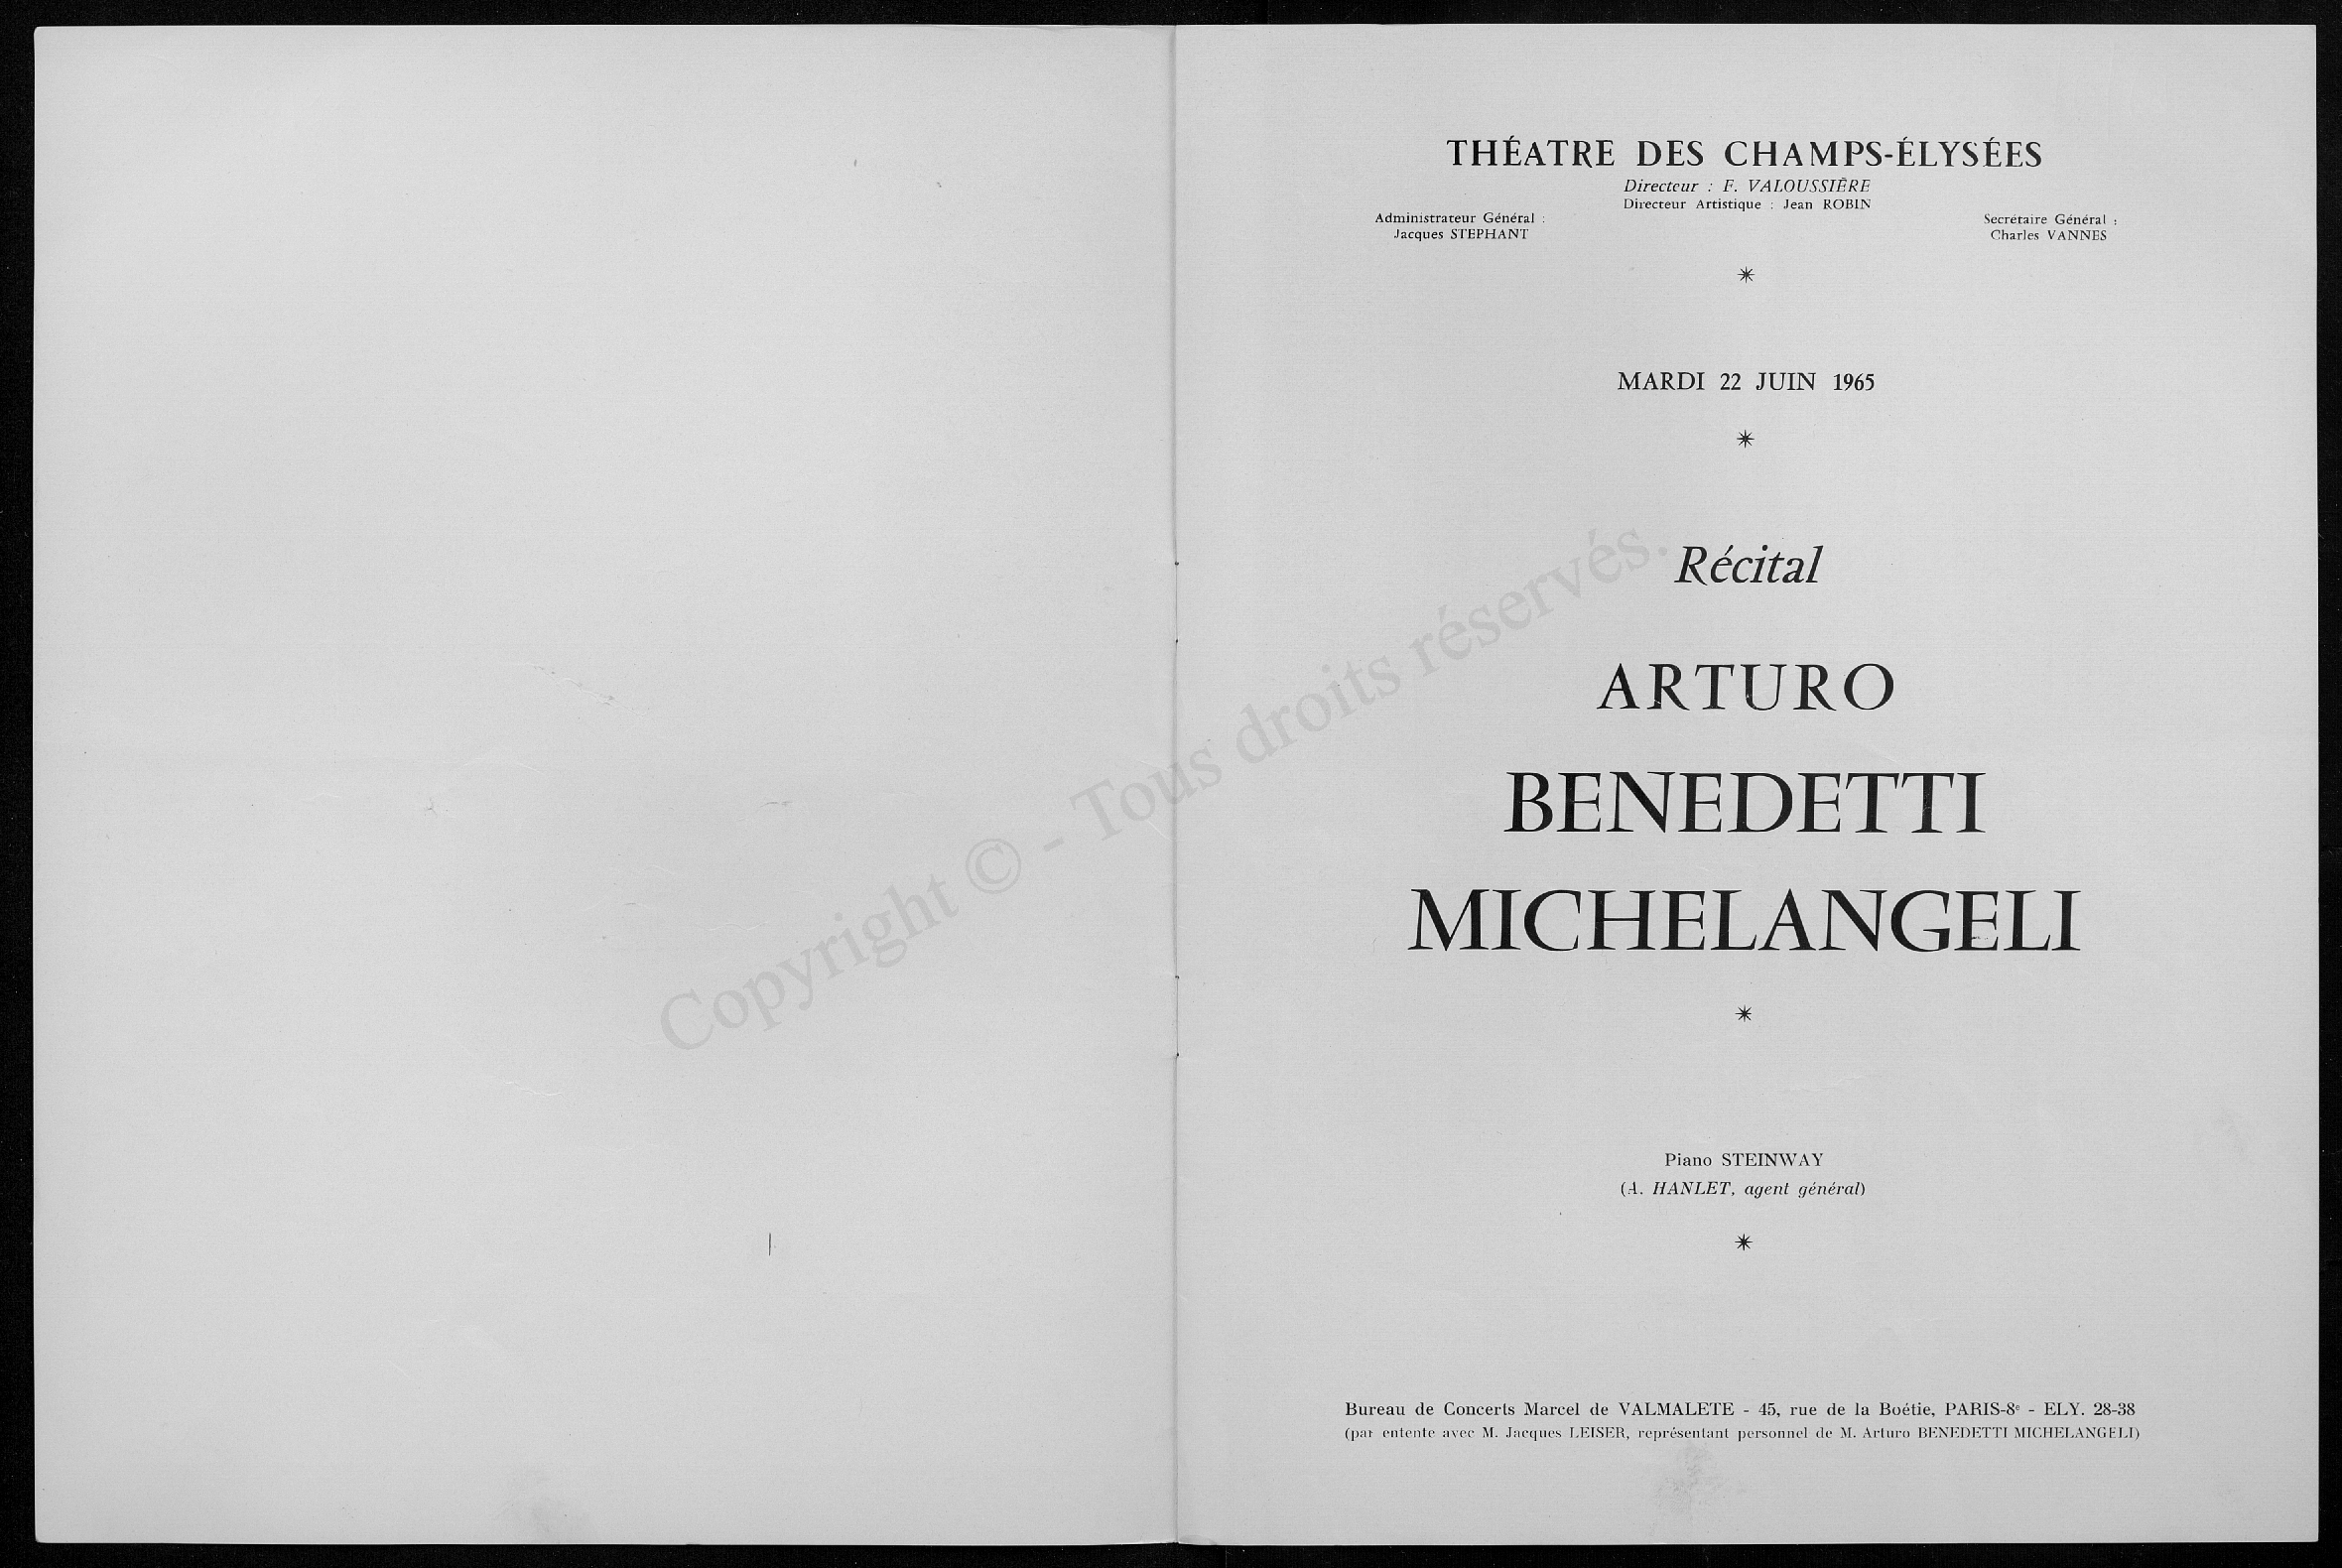 THÉATRE DES CHAMPS-ÉLYSÉES
Directeur : F. VALOUSSIÈRE
Directeur Artistique : Jean ROBIN
Administrateur Général :
Jacques STEPHANT
Secrétaire Général :
Charles VANNES
MARDI 22 JUIN 1965
Récital
ARTURO
BENEDETTI
MICHELANGELI
Piano STEINWAY
(A. HANLET, agent général)
Bureau de Concerts Marcel de VALMALETE - 45, rue de la Boétie, PARIS-8e - ELY. 28-38
(par entente avec M. Jacques LEISER, représentant personnel de M. Arturo BENEDETTI MICHELANGELI)
Copyright © - Tous droits réservés.